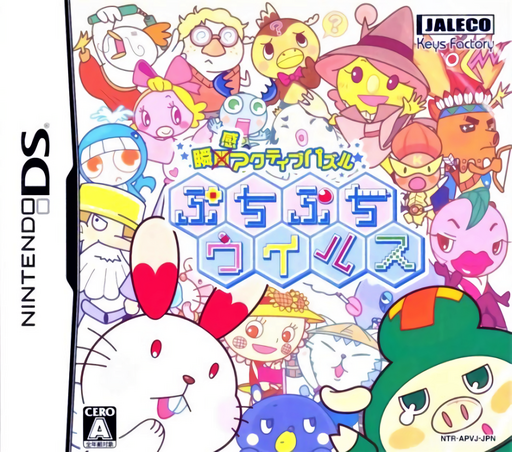 JALECO
Keys Factory
NINTENDO DS
瞬感×アクティブパズル
ぷちぷち
ウイルス
CERO
A
全年齢対象
NTR-APVJ-JPN